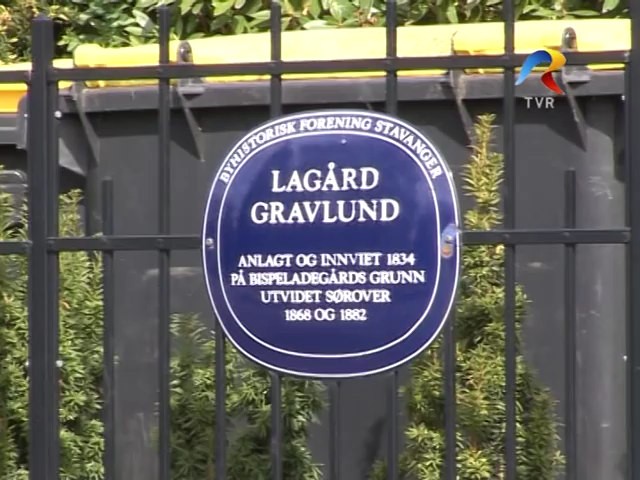 TVR
BYHISTORISK FORENING STAVANGER
LAGÅRD
GRAVLUND
ANLAGT OG INNVIET 1834
PÅ BISPELADEGÅRDS GRUNN
UTVIDET SØROVER
1868 OG 1882